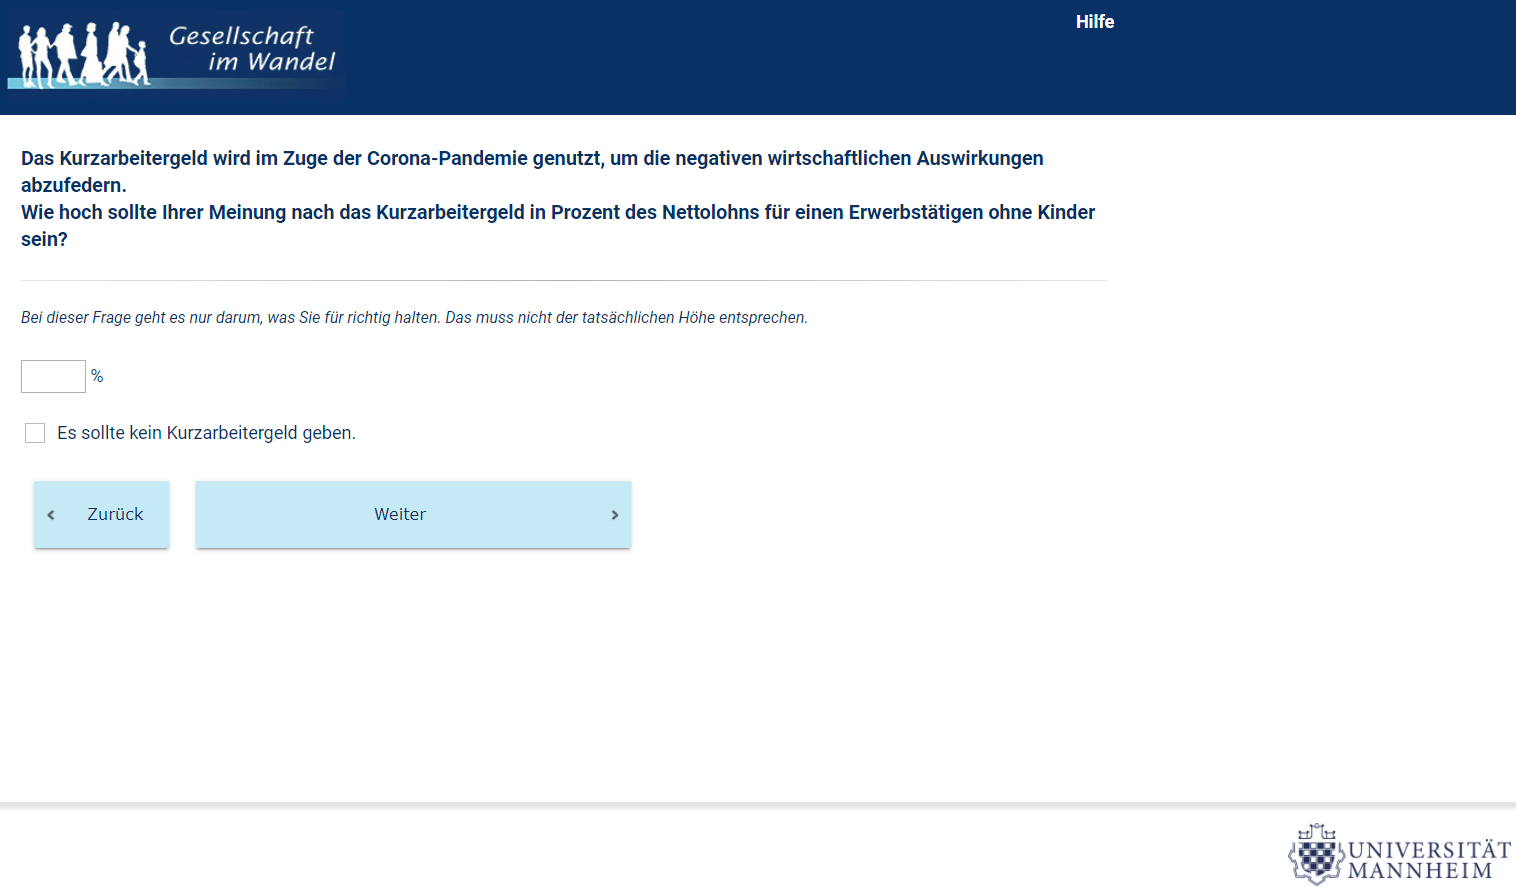 Gesellschaft
im Wandel
Hilfe
Das Kurzarbeitergeld wird im Zuge der Corona-Pandemie genutzt, um die negativen wirtschaftlichen Auswirkungen
abzufedern.
Wie hoch sollte Ihrer Meinung nach das Kurzarbeitergeld in Prozent des Nettolohns für einen Erwerbstätigen ohne Kinder
sein?
Bei dieser Frage geht es nur darum, was Sie für richtig halten. Das muss nicht der tatsächlichen Höhe entsprechen.
%
Es sollte kein Kurzarbeitergeld geben.
Zurück
Weiter
UNIVERSITÄT
MANNHEIM